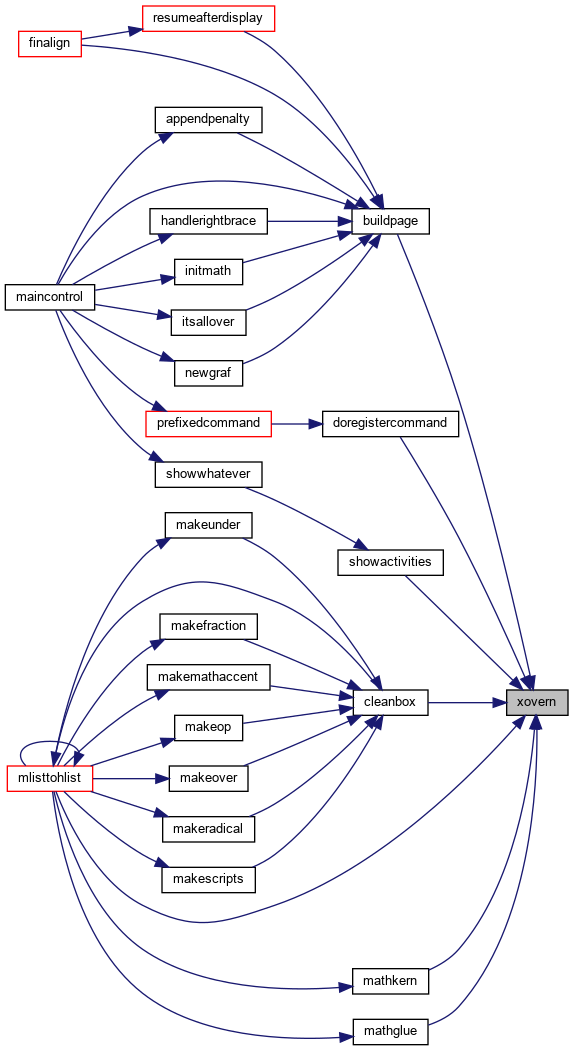 resumeafterdisplay
finalign
appendpenalty
handlerightbrace
buildpage
initmath
maincontrol
itsallover
newgraf
prefixedcommand
doregistercommand
showwhatever
makeunder
showactivities
makefraction
makemathaccent
cleanbox
xovern
makeop
mlisttohlist
makeover
makeradical
makescripts
mathkern
mathglue